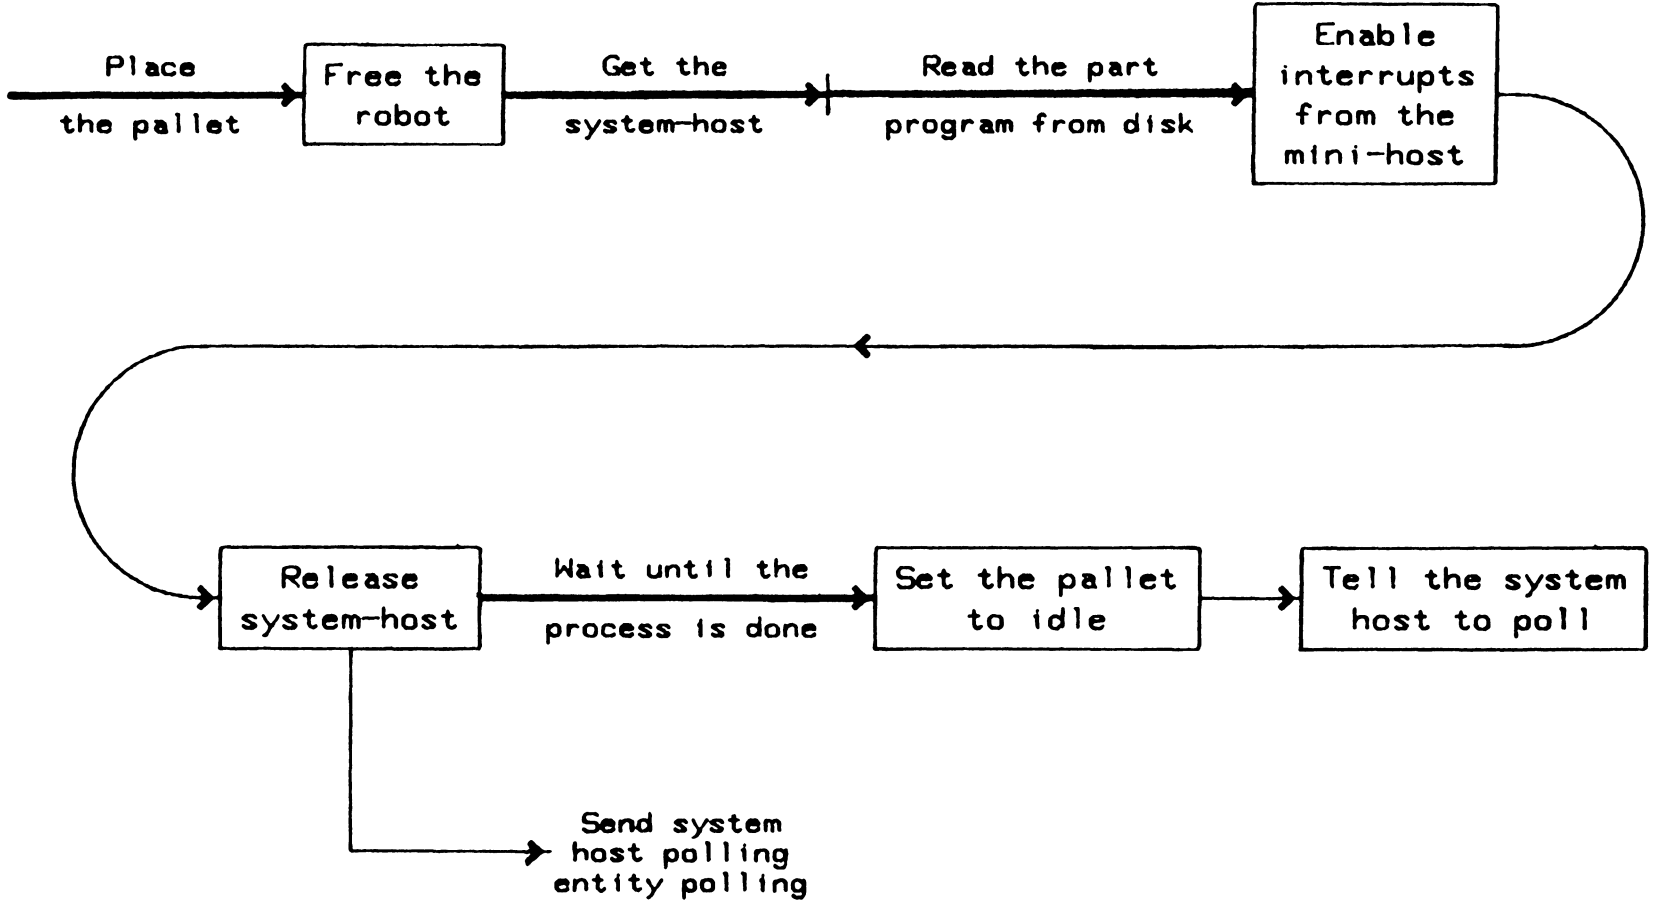 Place
the pallet
Free the
robot
Get the
system-host
Read the part
program from disk
Enable
interrupts
from the
mini-host
Release
system-host
Wait until the
process is done
Set the pallet
to idle
Tell the system
host to poll
Send system
host polling
entity polling